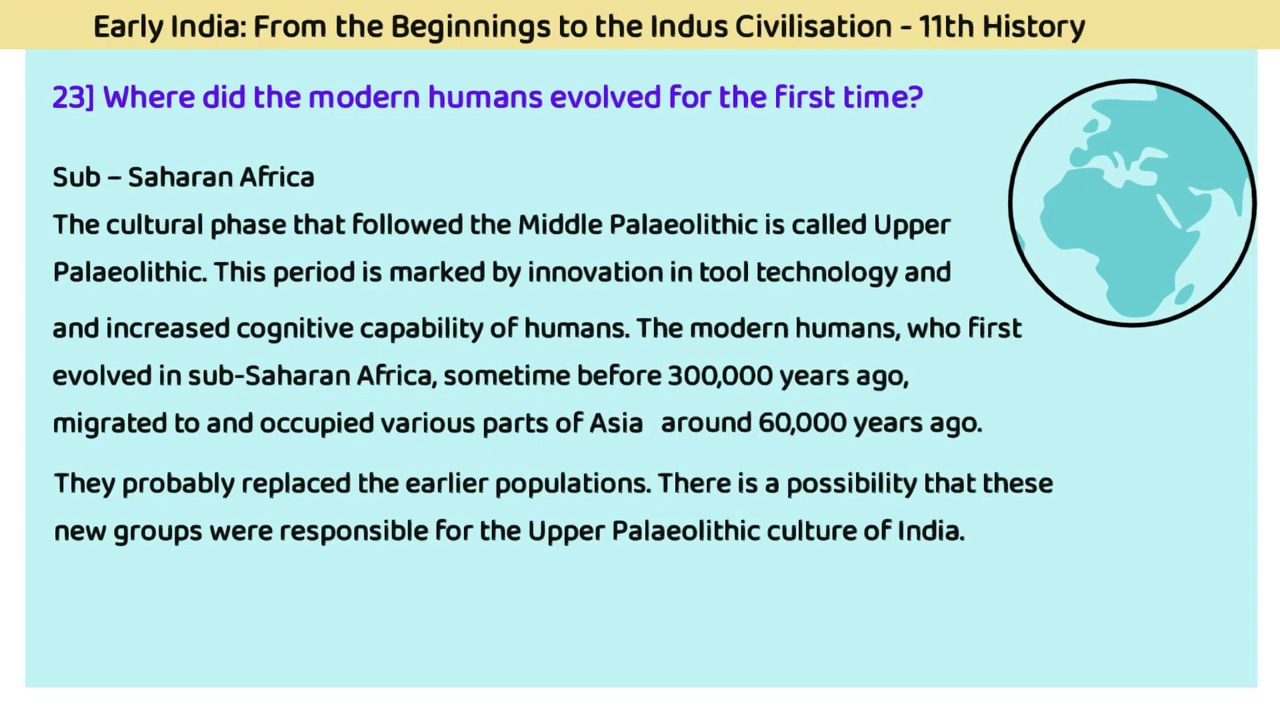 Early India: From the Beginnings to the Indus Civilisation - 11th History
23] Where did the modern humans evolved for the first time?
Sub – Saharan Africa
The cultural phase that followed the Middle Palaeolithic is called Upper
Palaeolithic. This period is marked by innovation in tool technology and
and increased cognitive capability of humans. The modern humans, who first
evolved in sub-Saharan Africa, sometime before 300,000 years ago,
migrated to and occupied various parts of Asia around 60,000 years ago.
They probably replaced the earlier populations. There is a possibility that these
new groups were responsible for the Upper Palaeolithic culture of India.